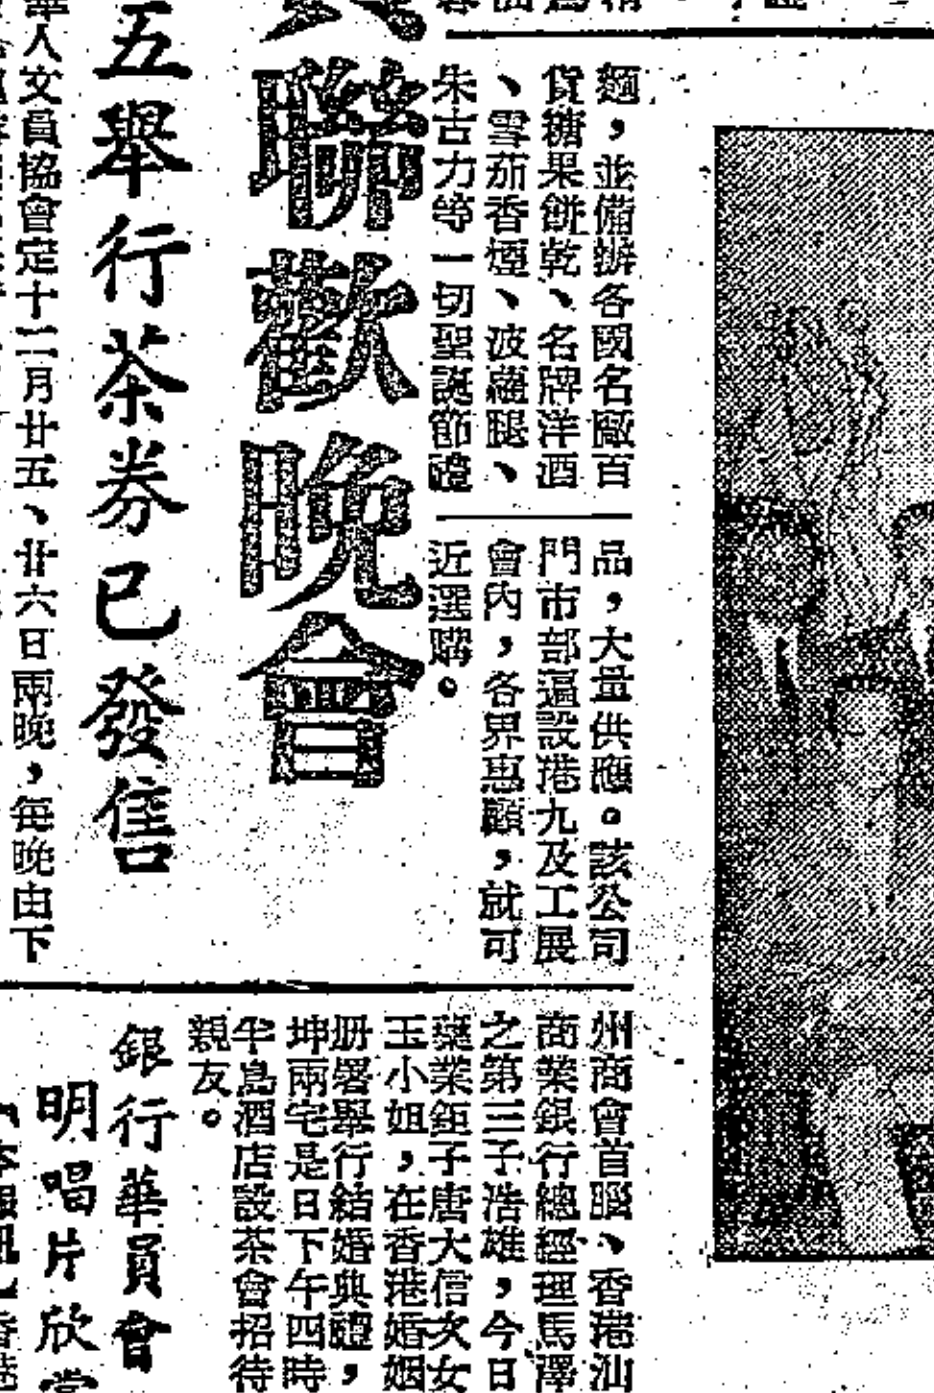 麵，並備辦各國名廠百
貨糖果餅乾、名牌洋酒
、雪茄香煙、波蘿腿、
朱古力等一切聖誕節禮
品，大量供應。該公司
門市部遍設港九及工展
會內，各界惠顧，就可
近選購。
聯歡晚會
五舉行茶券已發售
華人文員協會定十二月廿五、廿六日兩晚，每晚由下
州商會首腦、香港汕
商業銀行總經理馬澤
之第三子浩雄，今日
藥業鉅子唐大信次女
玉小姐，在香港婚姻
册署舉行結婚典禮，
坤兩宅是日下午四時
半島酒店設茶會招待
親友。
銀行華員會
明唱片欣賞